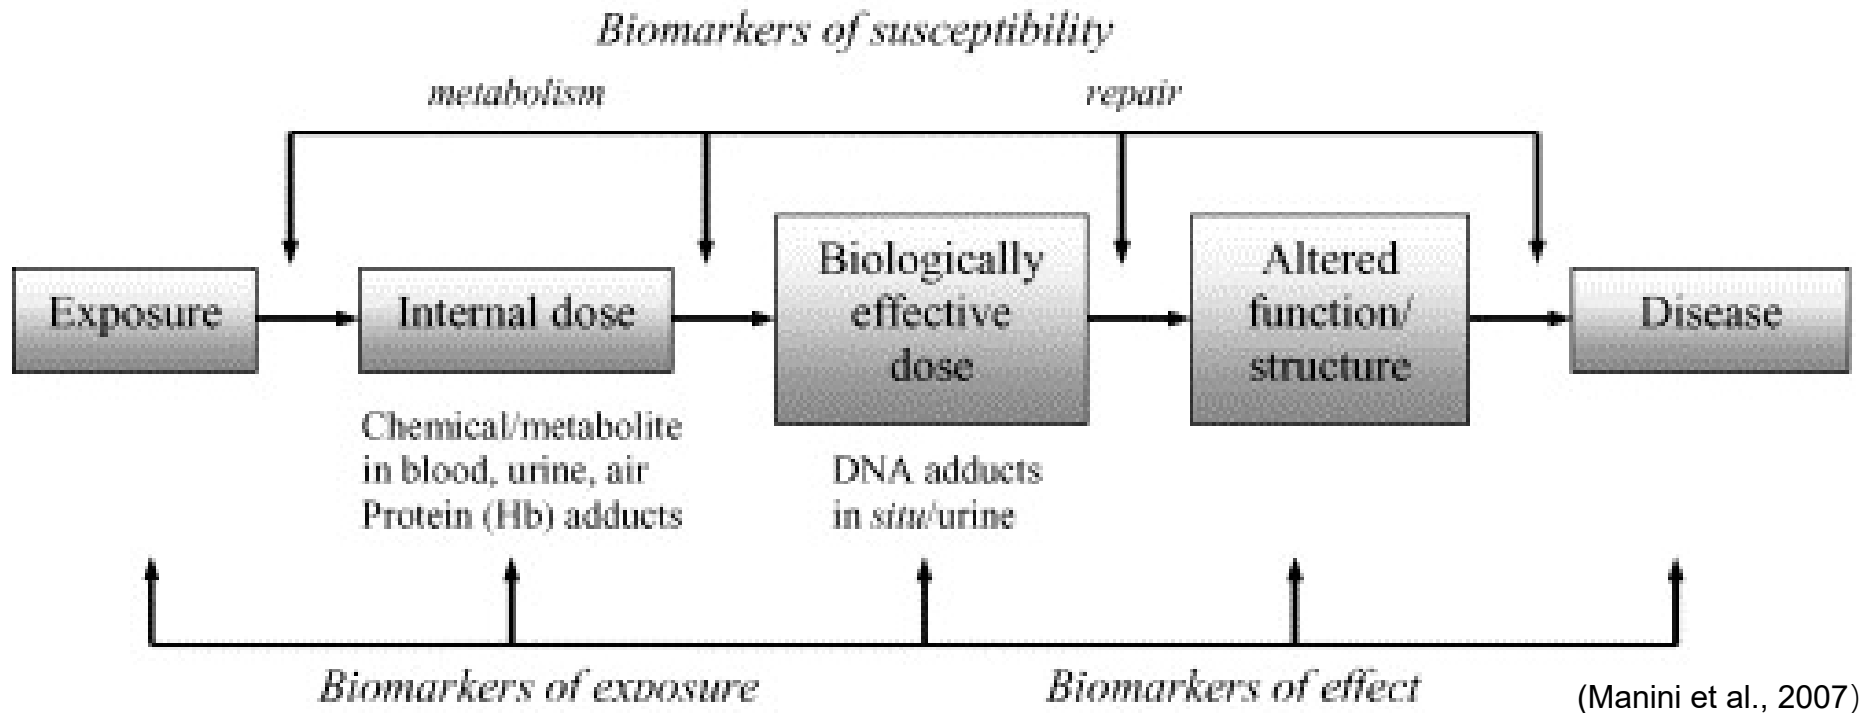 Biomarkers of susceptibility
metabolism
repair
Exposure
Internal dose
Biologically
effective
dose
Altered
function/
structure
Disease
Chemical/metabolite
in blood, urine, air
Protein (Hb) adducts
DNA adducts
in situ/urine
Biomarkers of exposure
Biomarkers of effect
(Manini et al., 2007)